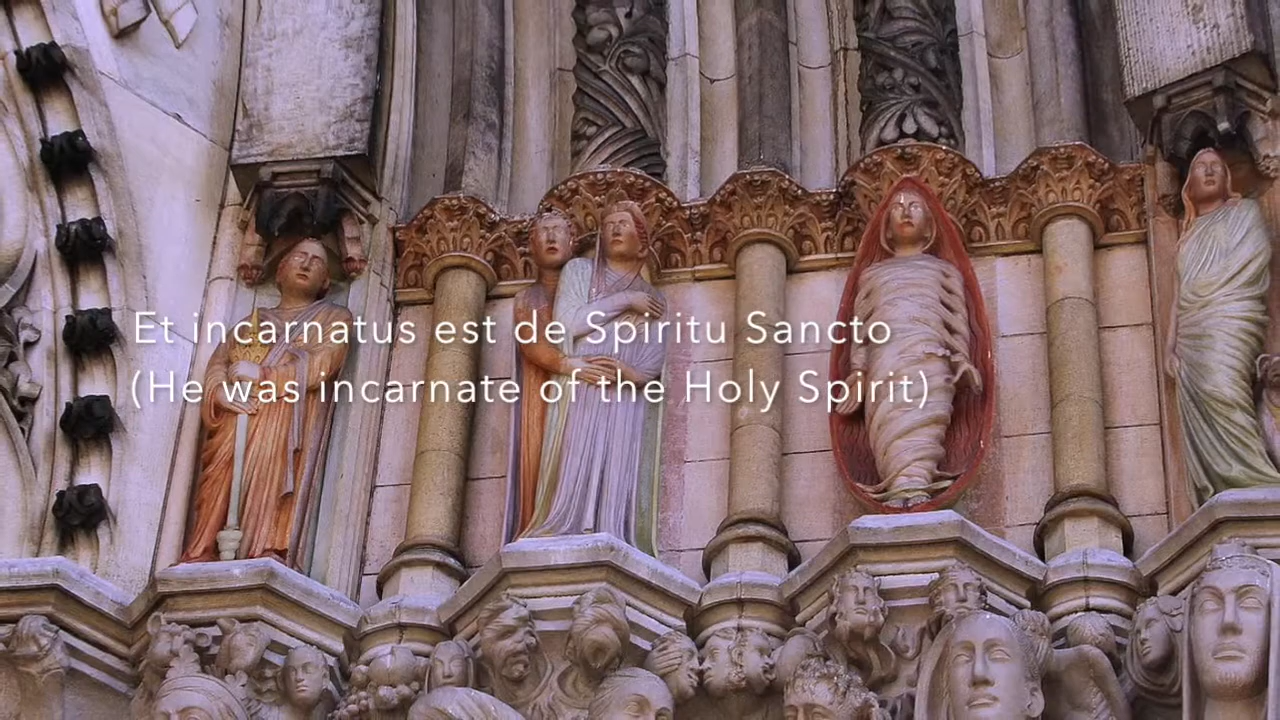 Et incarnatus est de Spiritu Sancto
(He was incarnate of the Holy Spirit)